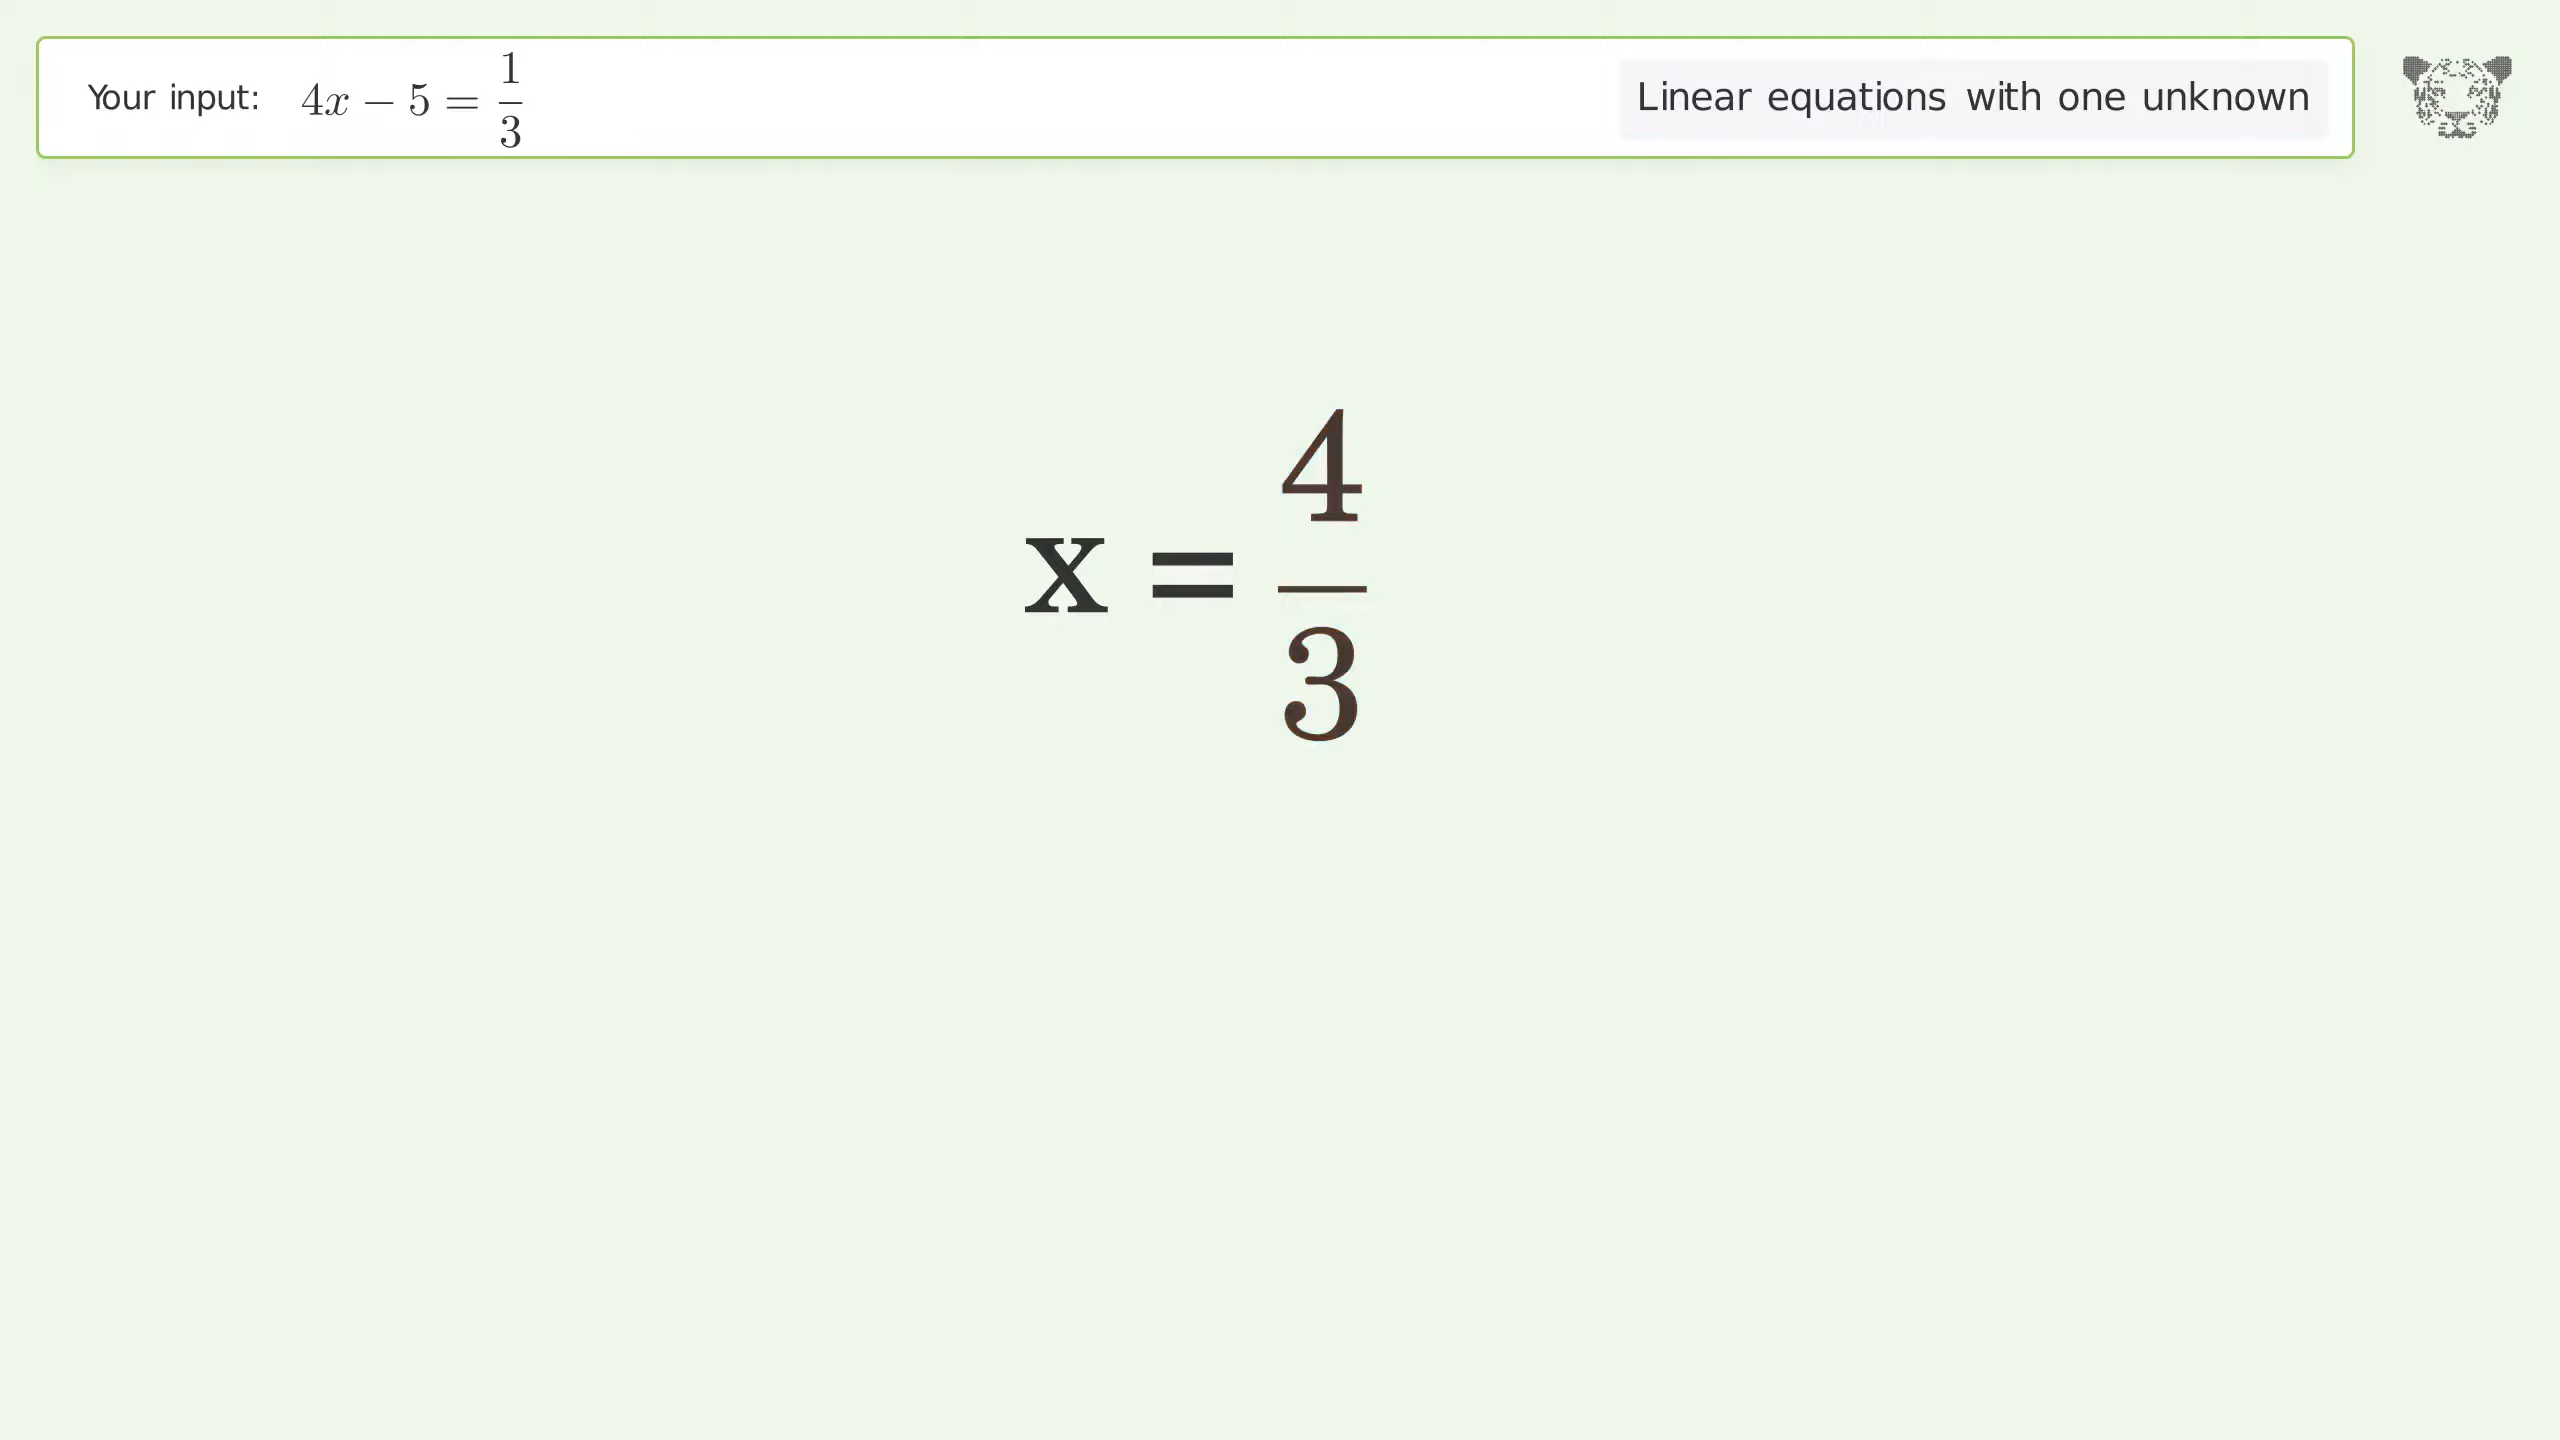 Your input: 4x − 5 = 1/3
Linear equations with one unknown
x = 4/3